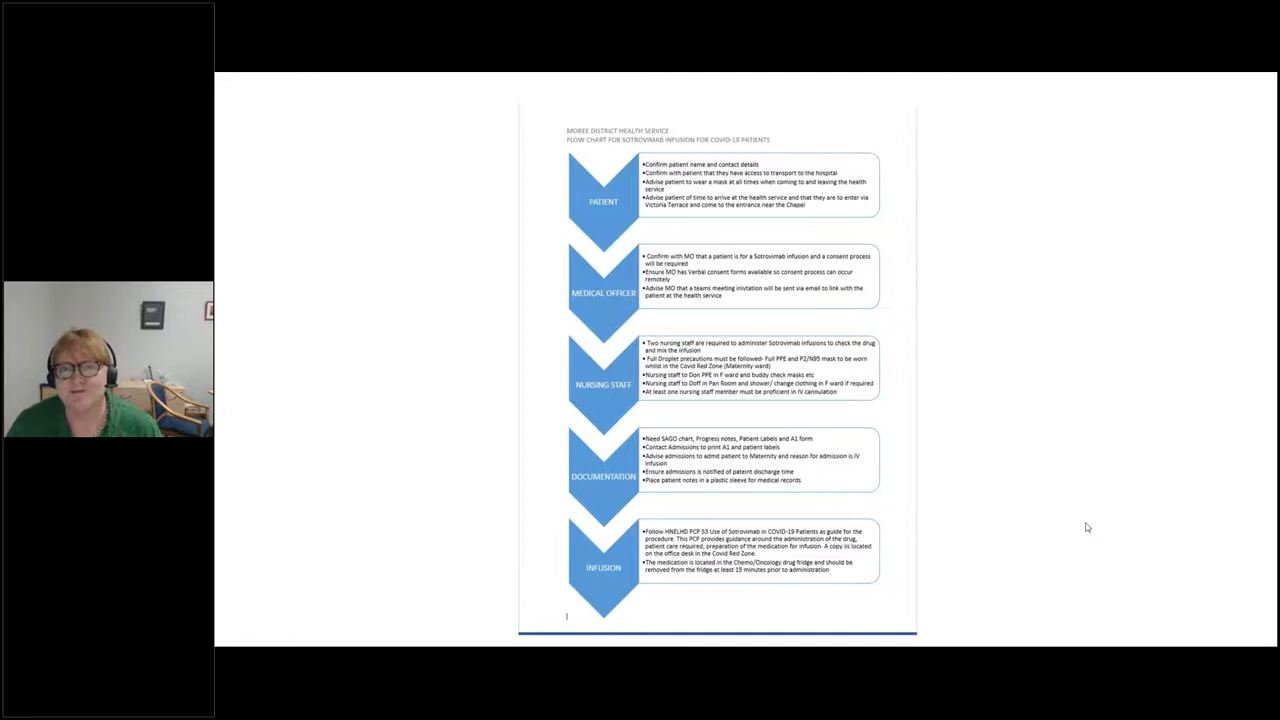 MOREE DISTRICT HEALTH SERVICE
FLOW CHART FOR SOTROVIMAB INFUSION FOR COVID-19 PATIENTS
PATIENT
•Confirm patient name and contact details
•Confirm with patient that they have access to transport to the hospital
•Advise patient to wear a mask at all times when coming to and leaving the health
service
•Advise patient of time to arrive at the health service and that they are to enter via
Victoria Terrace and come to the entrance near the Chapel
MEDICAL OFFICER
• Confirm with MO that a patient is for a Sotrovimab infusion and a consent process
will be required
•Ensure MO has Verbal consent forms available so consent process can occur
remotely
•Advise MO that a teams meeting inivtation will be sent via email to link with the
patient at the health service
NURSING STAFF
• Two nursing staff are required to administer Sotrovimab infusions to check the drug
and mix the infusion
• Full Droplet precautions must be followed- Full PPE and P2/N95 mask to be worn
whilst in the Covid Red Zone (Maternity ward)
•Nursing staff to Don PPE in F ward and buddy check masks etc
•Nursing staff to Doff in Pan Room and shower/ change clothing in F ward if required
•At least one nursing staff member must be proficient in IV cannulation
DOCUMENTATION
•Need SAGO chart, Progress notes, Patient Labels and A1 form
•Contact Admissions to print A1 and patient labels
•Advise admissions to admit patient to Maternity and reason for admission is IV
infusion
•Ensure admissions is notified of pateint discharge time
•Place patient notes in a plastic sleeve for medical records
INFUSION
•Follow HNELHD PCP 53 Use of Sotrovimab in COVID-19 Patients as guide for the
procedure. This PCP provides guidance around the administration of the drug,
patient care required, preparation of the medication for infusion. A copy iis located
on the office desk in the Covid Red Zone.
•The medication is located in the Chemo/Oncology drug fridge and should be
removed from the fridge at least 15 minutes prior to administration
1